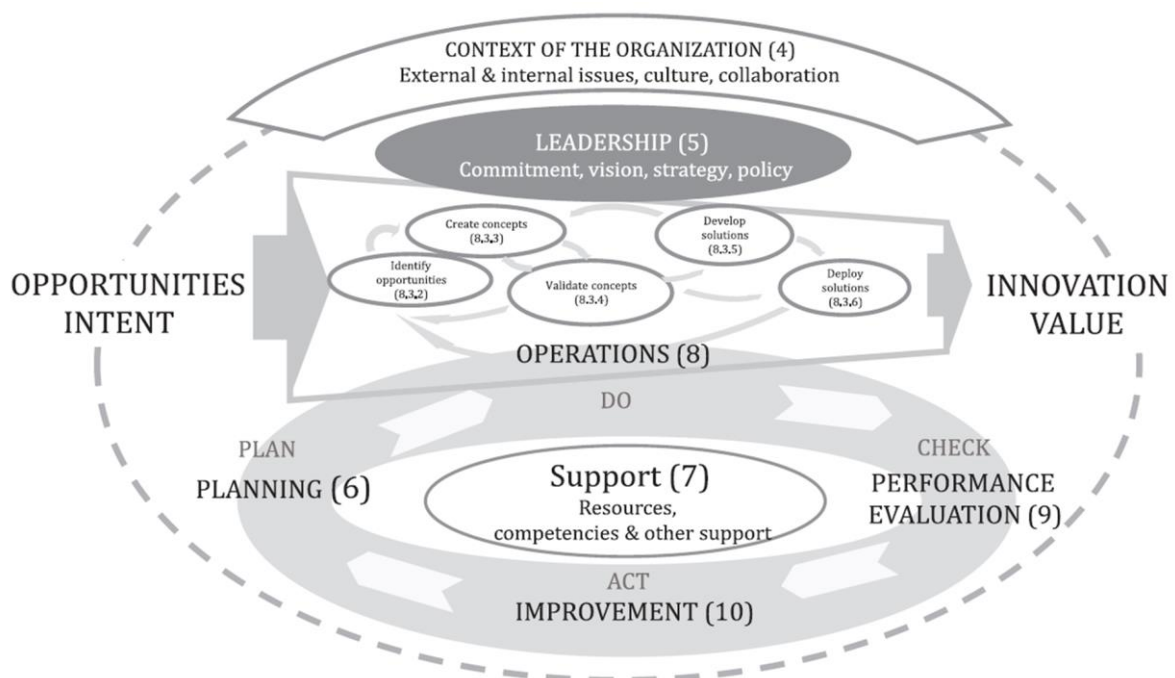 CONTEXT OF THE ORGANIZATION (4)
External & internal issues, culture, collaboration
LEADERSHIP (5)
Commitment, vision, strategy, policy
Create concepts
(8.3.3)
Develop
solutions
(8.3.5)
Identify
opportunities
(8.3.2)
Validate concepts
(8.3.4)
Deploy
solutions
(8.3.6)
OPPORTUNITIES
INTENT
INNOVATION
VALUE
OPERATIONS (8)
DO
PLAN
PLANNING (6)
CHECK
PERFORMANCE
EVALUATION (9)
Support (7)
Resources,
competencies & other support
ACT
IMPROVEMENT (10)